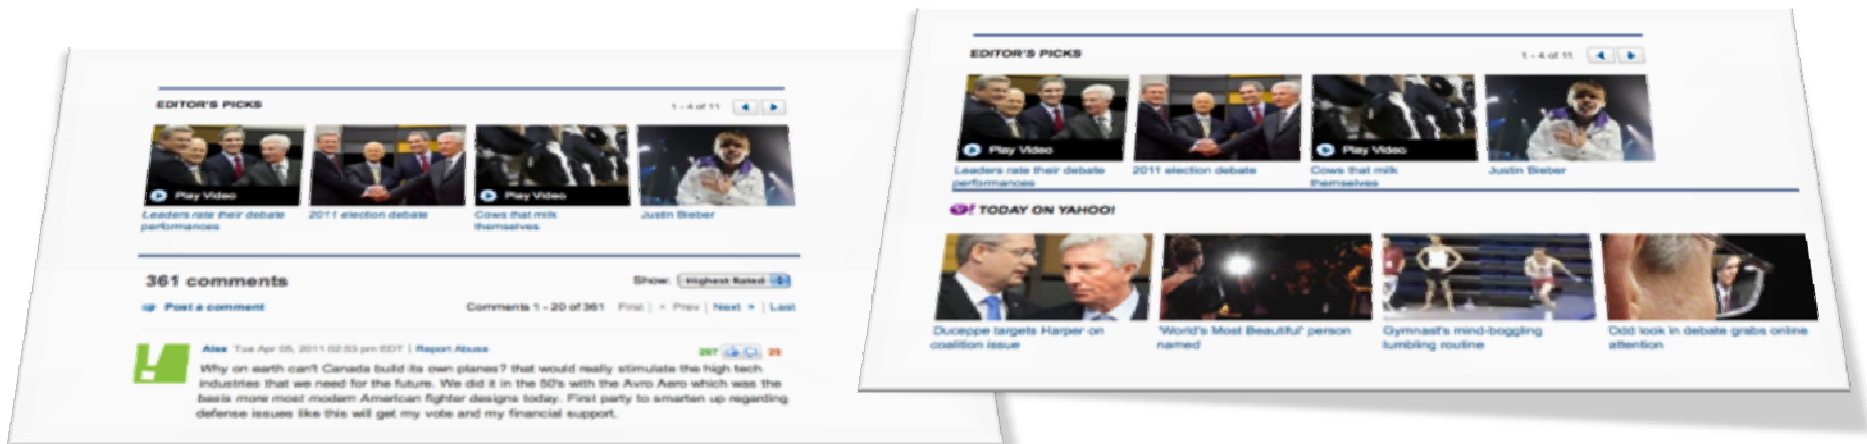 EDITOR'S PICKS
1 - 4 of 11
Play Video
Play Video
Leaders rate their debate
performances
2011 election debate
Cows that milk
themselves
Justin Bieber
361 comments
Show: Highest Rated
Post a comment
Comments 1 - 20 of 361 First | < Prev | Next > | Last
Alex Tue Apr 05, 2011 02:53 pm EDT | Report Abuse
Why on earth can't Canada build its own planes? that would really stimulate the high tech
industries that we need for the future. We did it in the 50's with the Avro Aero which was the
basis more most modern American fighter designs today. First party to smarten up regarding
defense issues like this will get my vote and my financial support.
EDITOR'S PICKS
1 - 4 of 11
Play Video
Play Video
Leaders rate their debate
performances
2011 election debate
Cows that milk
themselves
Justin Bieber
Y! TODAY ON YAHOO!
Duceppe targets Harper on
coalition issue
'World's Most Beautiful' person
named
Gymnast's mind-boggling
tumbling routine
Odd look in debate grabs online
attention